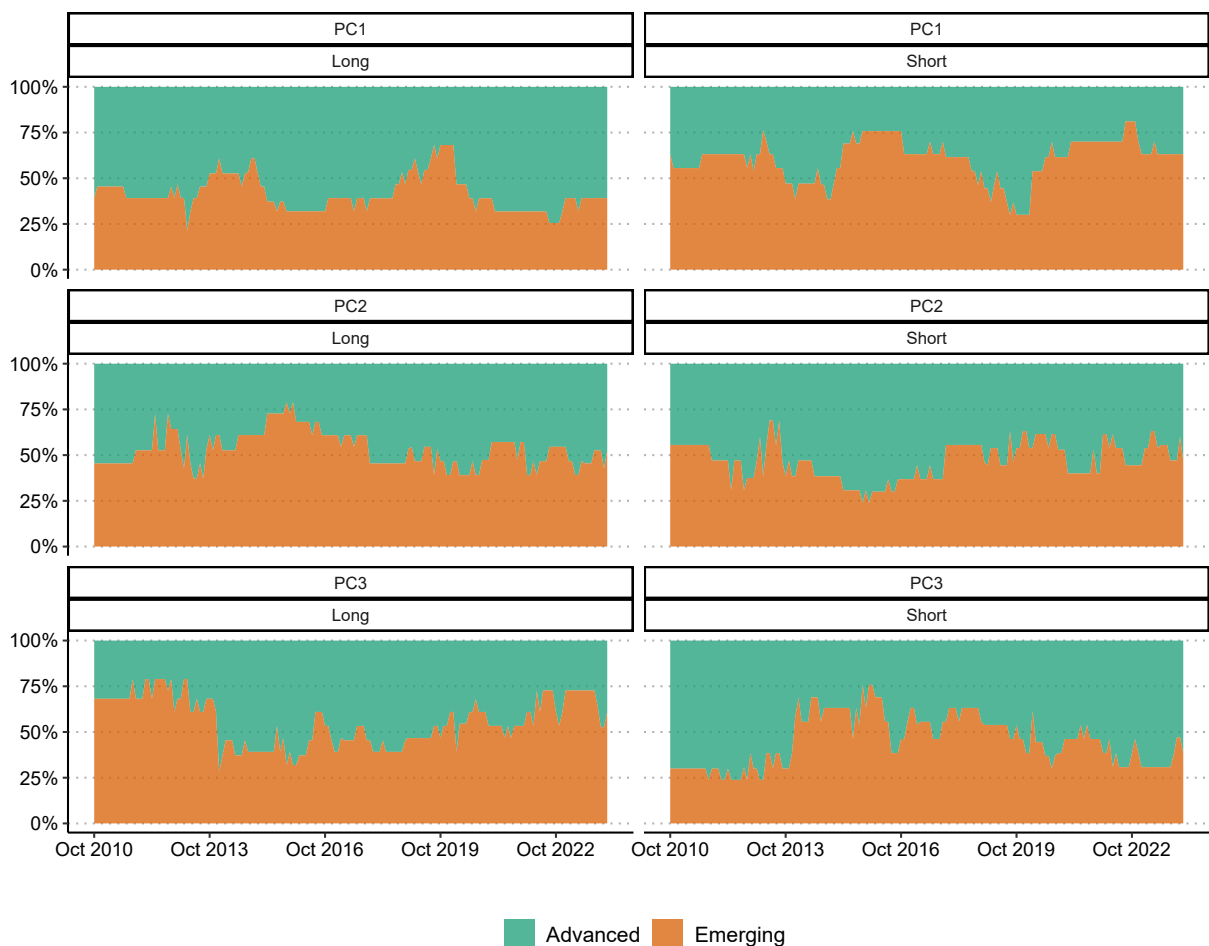 PC1
PC1
Long
Short
100%
75%
50%
25%
0%
PC2
PC2
Long
Short
100%
75%
50%
25%
0%
PC3
PC3
Long
Short
100%
75%
50%
25%
0%
Oct 2010 Oct 2013 Oct 2016 Oct 2019 Oct 2022
Oct 2010 Oct 2013 Oct 2016 Oct 2019 Oct 2022
Advanced Emerging